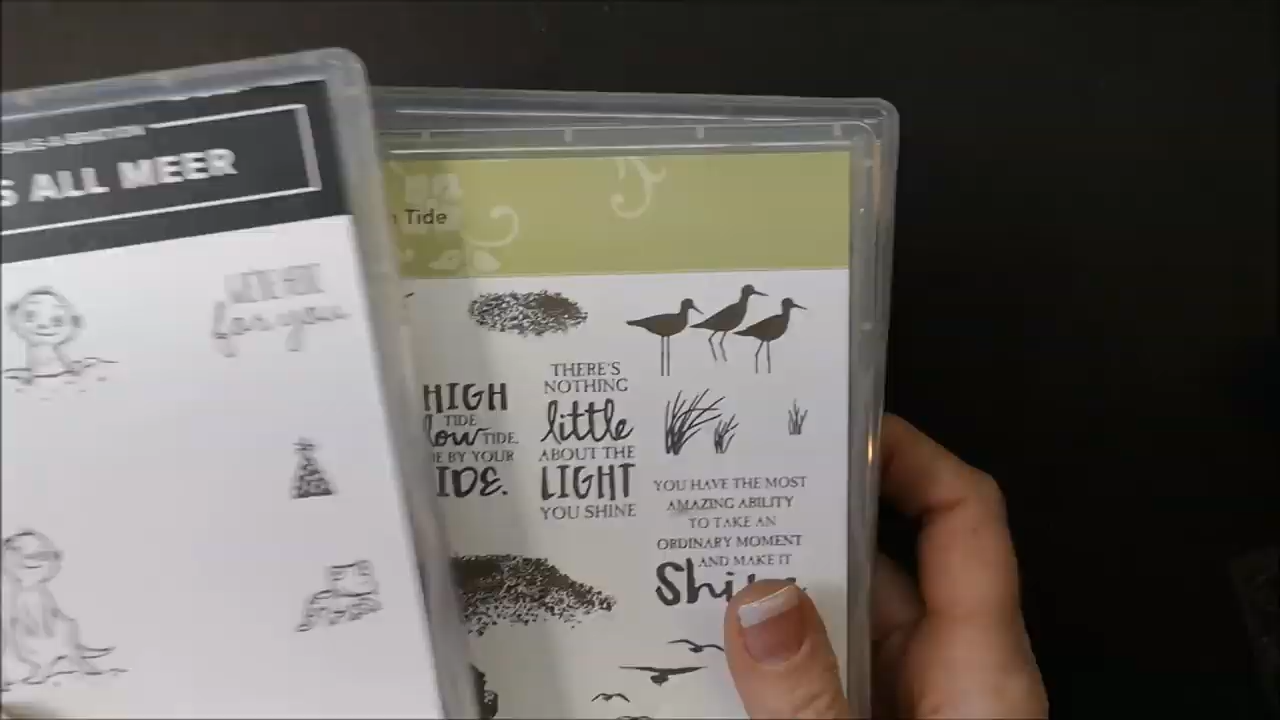 S ALL MEER
for you
Tide
HIGH
TIDE
low TIDE.
BY YOUR
IDE.
THERE'S
NOTHING
little
ABOUT THE
LIGHT
YOU SHINE
YOU HAVE THE MOST
AMAZING ABILITY
TO TAKE AN
ORDINARY MOMENT
AND MAKE IT